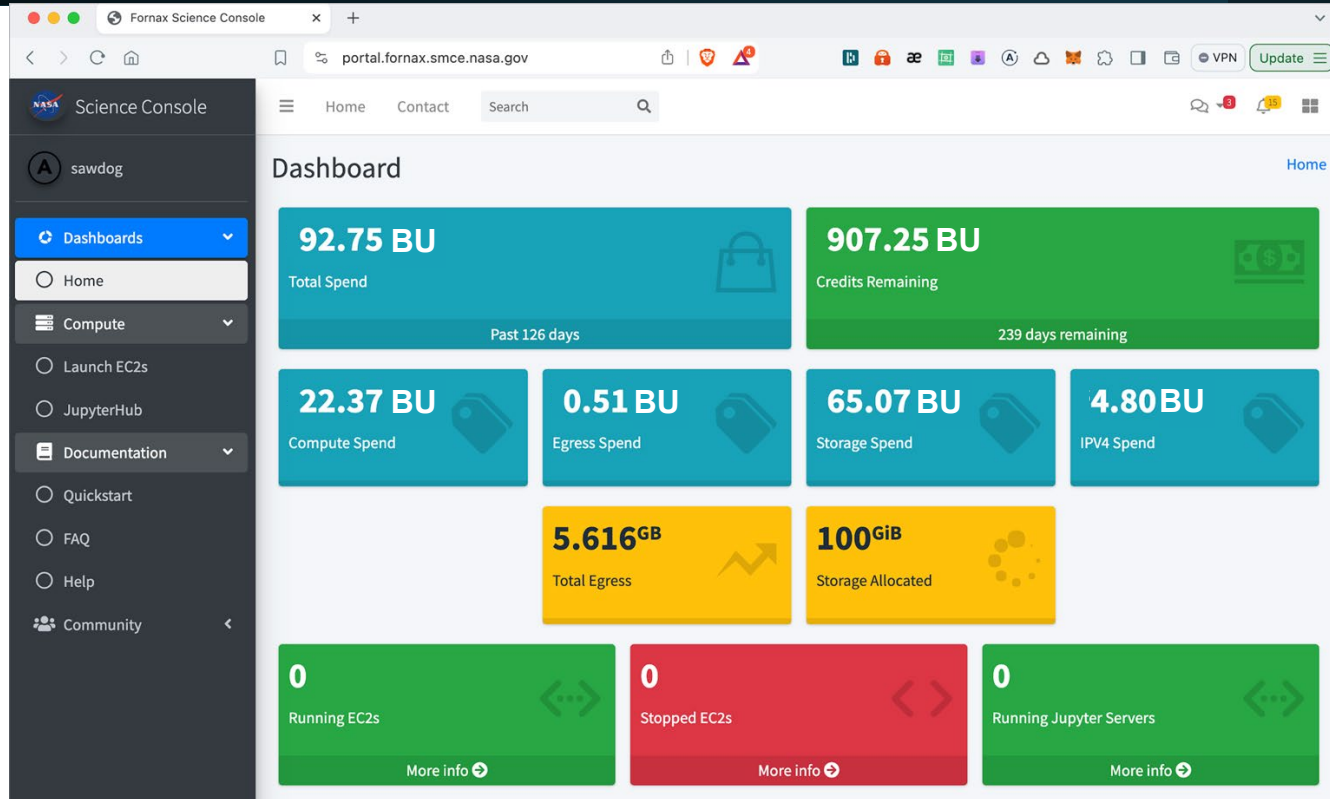 Fornax Science Console
portal.fornax.smce.nasa.gov
4
VPN
Update
NASA
Science Console
Home
Contact
Search
3
15
sawdog
Dashboard
Home
Dashboards
Home
Compute
Launch EC2s
JupyterHub
Documentation
Quickstart
FAQ
Help
Community
92.75 BU
Total Spend
Past 126 days
907.25 BU
Credits Remaining
239 days remaining
22.37 BU
Compute Spend
0.51 BU
Egress Spend
65.07 BU
Storage Spend
4.80 BU
IPV4 Spend
5.616GB
Total Egress
100GiB
Storage Allocated
0
Running EC2s
More info
0
Stopped EC2s
More info
0
Running Jupyter Servers
More info